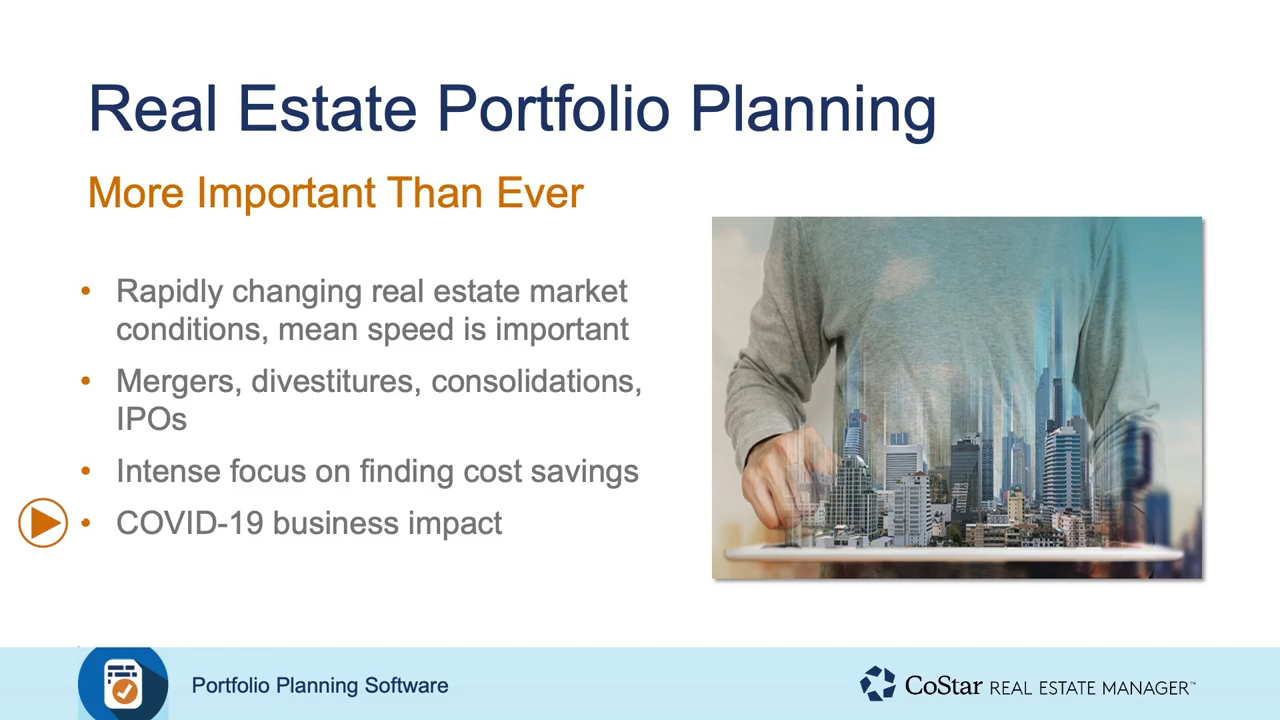 Real Estate Portfolio Planning
More Important Than Ever
• Rapidly changing real estate market
conditions, mean speed is important
• Mergers, divestitures, consolidations,
IPOs
• Intense focus on finding cost savings
• COVID-19 business impact
Portfolio Planning Software
CoStar REAL ESTATE MANAGER™